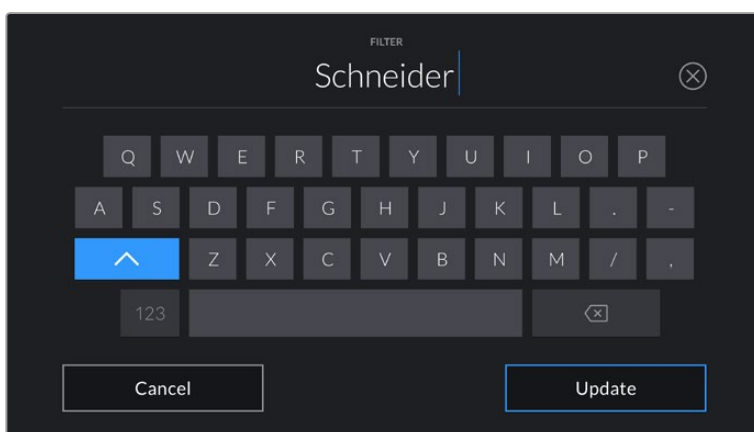 FILTER
Schneider
Q W E R T Y U I O P
A S D F G H J K L . -
Z X C V B N M / ,
123
Cancel Update